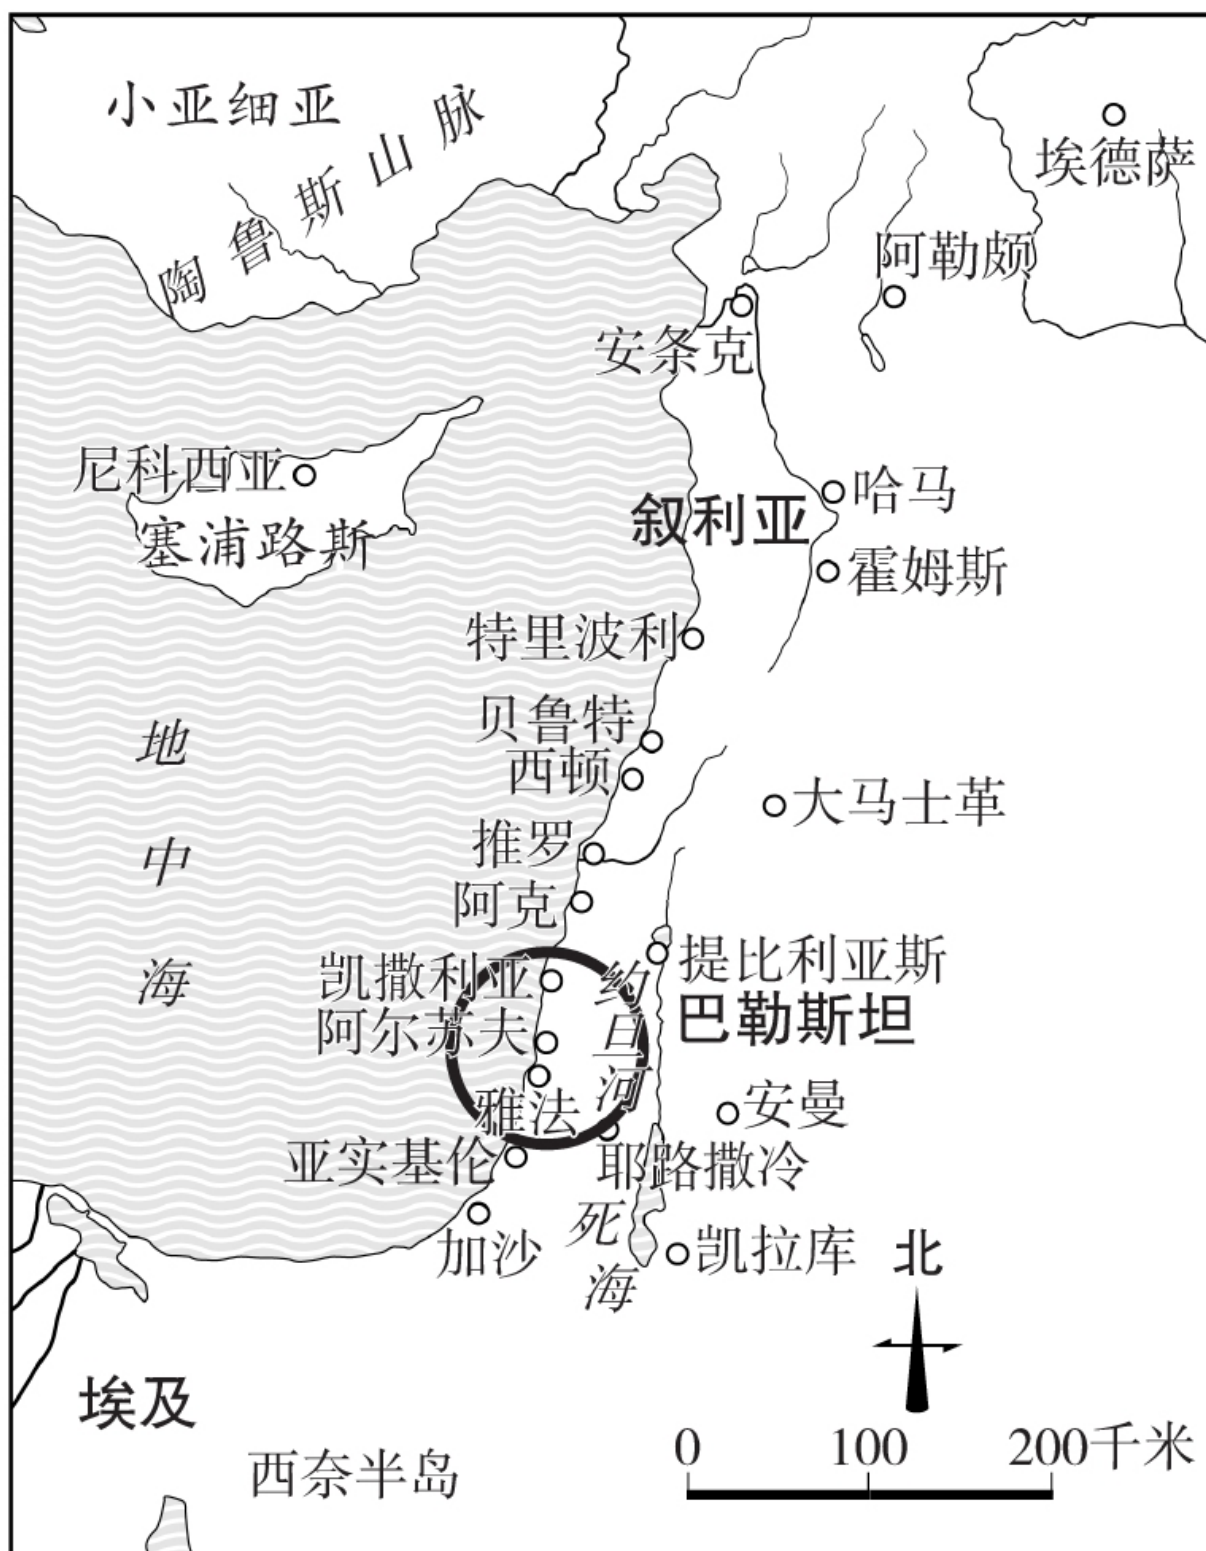 小亚细亚
陶鲁斯山脉
埃德萨
阿勒颇
安条克
尼科西亚
塞浦路斯
哈马
叙利亚
霍姆斯
特里波利
贝鲁特
西顿
大马士革
推罗
阿克
地中海
凯撒利亚
约旦河
提比利亚斯
巴勒斯坦
阿尔苏夫
雅法
安曼
亚实基伦
耶路撒冷
加沙
死海
凯拉库
北
埃及
西奈半岛
0 100 200千米